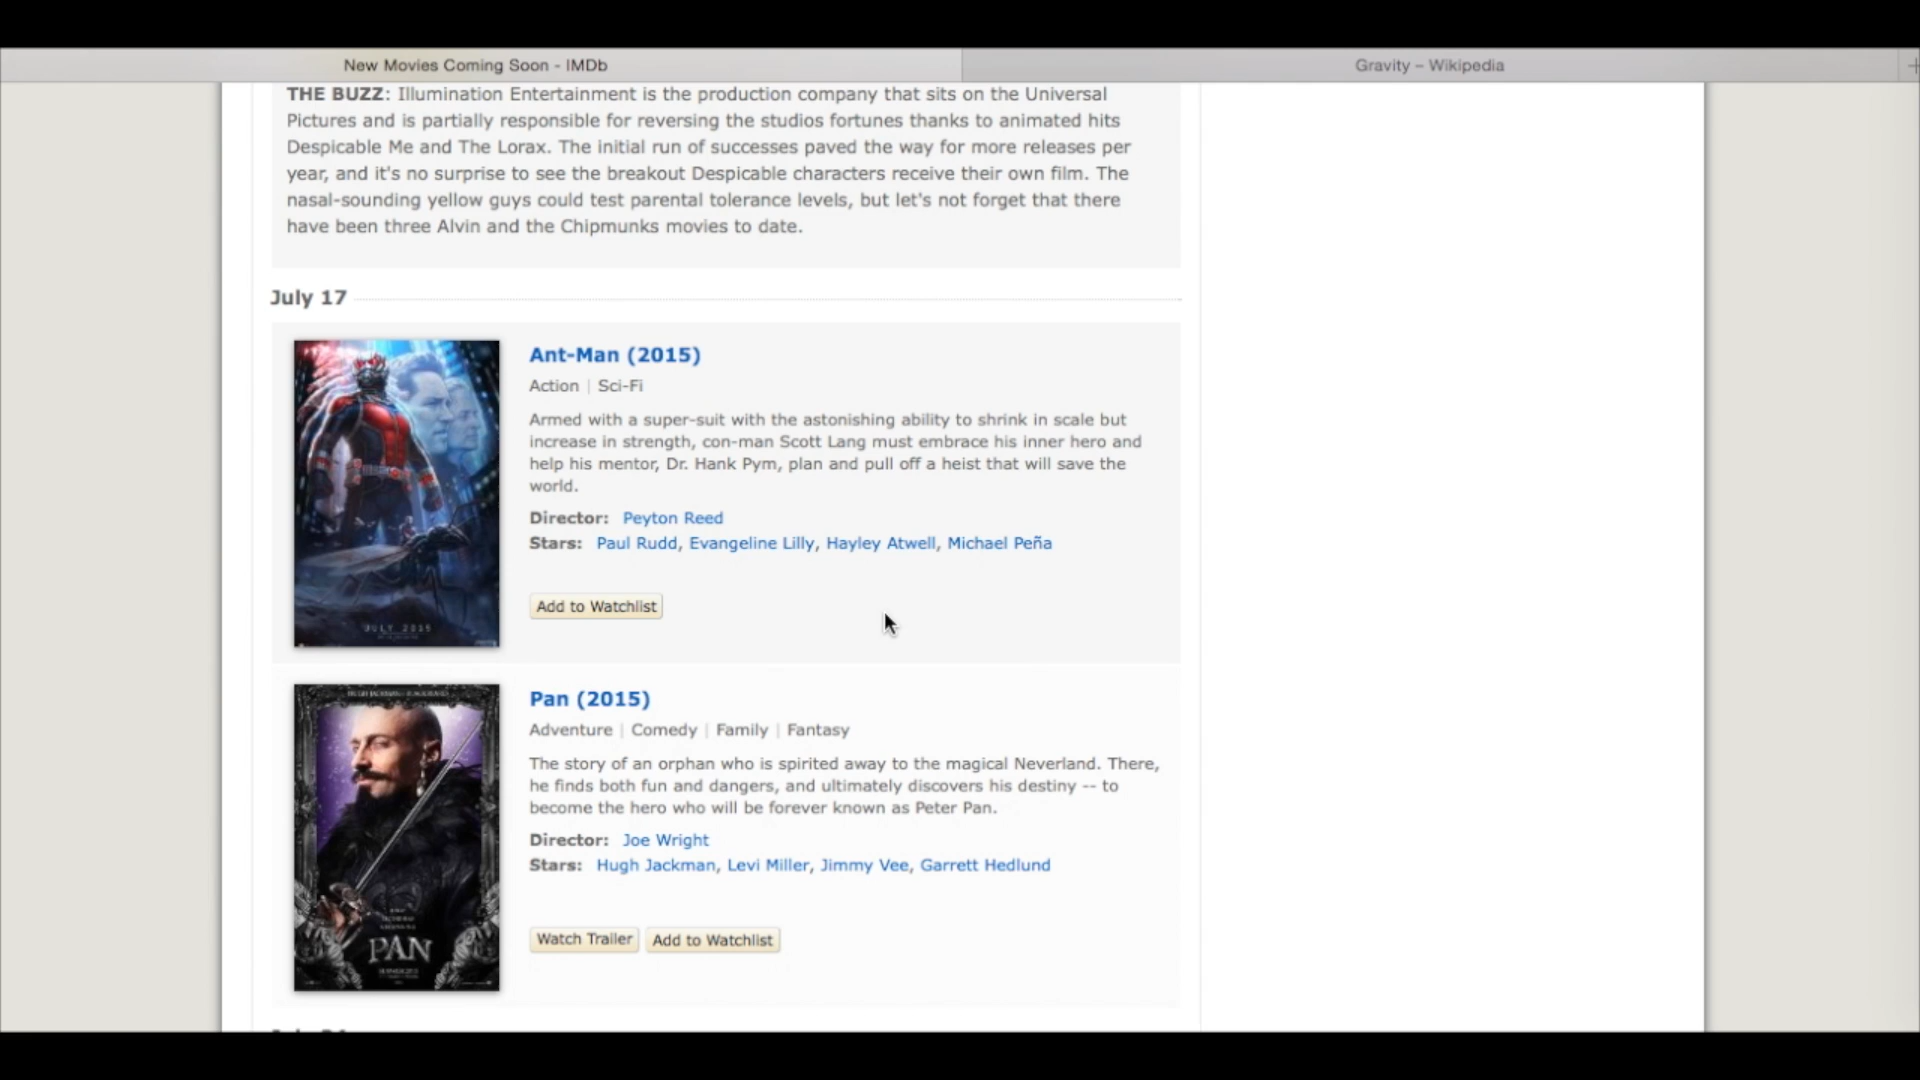 New Movies Coming Soon - IMDb
Gravity – Wikipedia
THE BUZZ: Illumination Entertainment is the production company that sits on the Universal
Pictures and is partially responsible for reversing the studios fortunes thanks to animated hits
Despicable Me and The Lorax. The initial run of successes paved the way for more releases per
year, and it's no surprise to see the breakout Despicable characters receive their own film. The
nasal-sounding yellow guys could test parental tolerance levels, but let's not forget that there
have been three Alvin and the Chipmunks movies to date.
July 17
Ant-Man (2015)
Action | Sci-Fi
Armed with a super-suit with the astonishing ability to shrink in scale but
increase in strength, con-man Scott Lang must embrace his inner hero and
help his mentor, Dr. Hank Pym, plan and pull off a heist that will save the
world.
Director: Peyton Reed
Stars: Paul Rudd, Evangeline Lilly, Hayley Atwell, Michael Peña
Add to Watchlist
JULY 2015
Pan (2015)
Adventure | Comedy | Family | Fantasy
The story of an orphan who is spirited away to the magical Neverland. There,
he finds both fun and dangers, and ultimately discovers his destiny -- to
become the hero who will be forever known as Peter Pan.
Director: Joe Wright
Stars: Hugh Jackman, Levi Miller, Jimmy Vee, Garrett Hedlund
PAN
Watch Trailer
Add to Watchlist